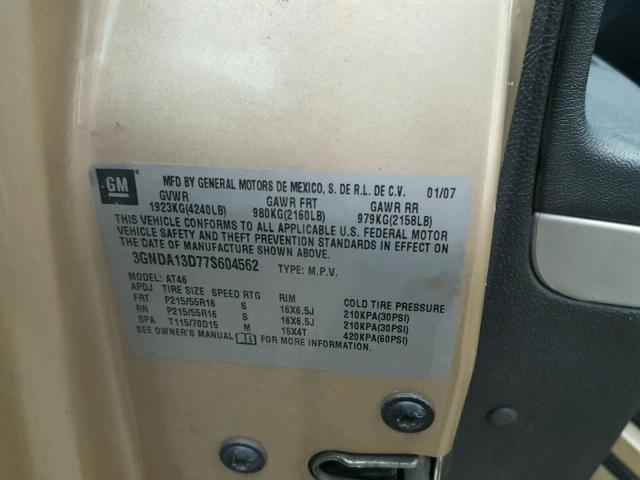 GM ®
MFD BY GENERAL MOTORS DE MEXICO, S. DE R.L. DE C.V. 01/07
GVWR GAWR FRT GAWR RR
1923KG(4240LB) 980KG(2160LB) 979KG(2158LB)
THIS VEHICLE CONFORMS TO ALL APPLICABLE U.S. FEDERAL MOTOR
VEHICLE SAFETY AND THEFT PREVENTION STANDARDS IN EFFECT ON
THE DATE OF MANUFACTURE SHOWN ABOVE.
3GNDA13D77S604562 TYPE: M.P.V.
MODEL: AT46
APDJ TIRE SIZE SPEED RTG RIM COLD TIRE PRESSURE
FRT P215/55R16 S 16X6.5J 210KPA(30PSI)
RR P215/55R16 S 16X6.5J 210KPA(30PSI)
SPA T115/70D15 M 15X4T 420KPA(60PSI)
SEE OWNER'S MANUAL FOR MORE INFORMATION.